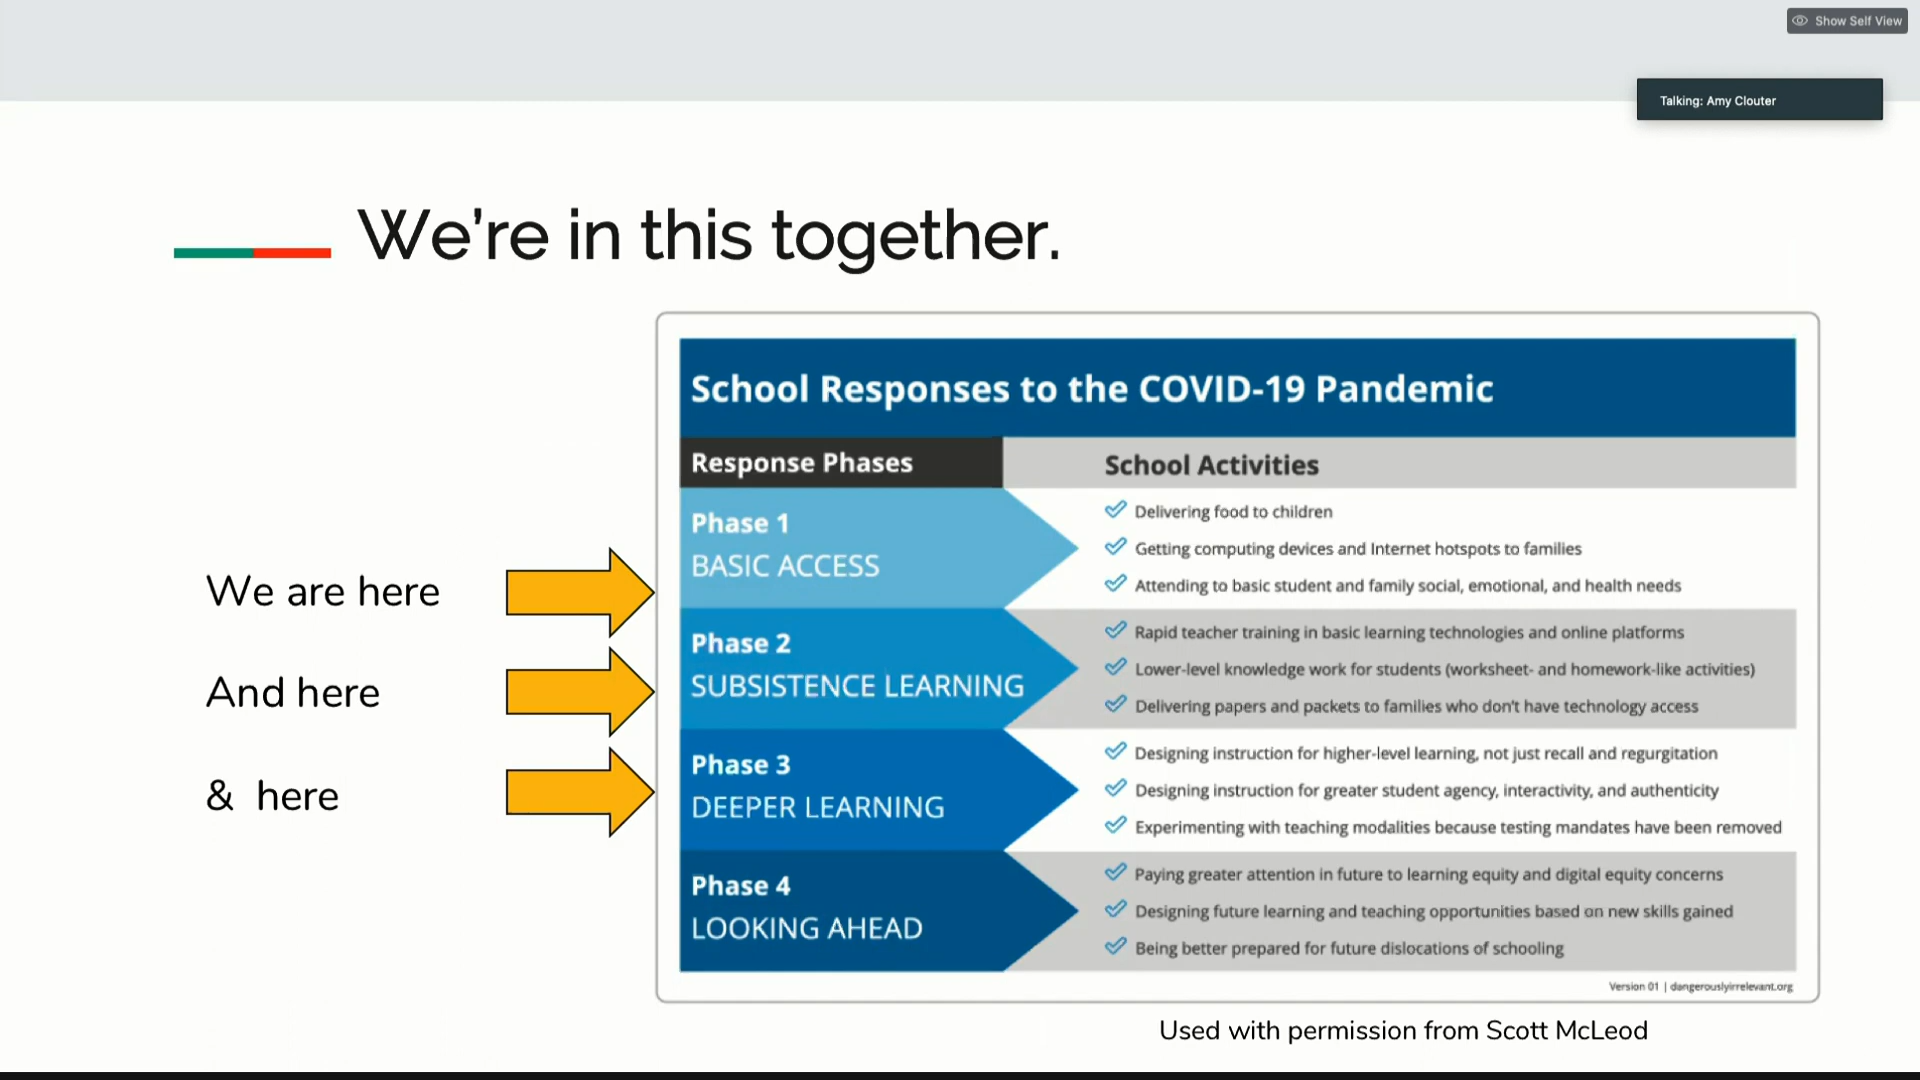 Show Self View
Talking: Amy Clouter
We're in this together.
School Responses to the COVID-19 Pandemic
Response Phases
School Activities
Phase 1
BASIC ACCESS
Delivering food to children
Getting computing devices and Internet hotspots to families
Attending to basic student and family social, emotional, and health needs
We are here
Phase 2
SUBSISTENCE LEARNING
Rapid teacher training in basic learning technologies and online platforms
Lower-level knowledge work for students (worksheet- and homework-like activities)
Delivering papers and packets to families who don't have technology access
And here
Phase 3
DEEPER LEARNING
Designing instruction for higher-level learning, not just recall and regurgitation
Designing instruction for greater student agency, interactivity, and authenticity
Experimenting with teaching modalities because testing mandates have been removed
& here
Phase 4
LOOKING AHEAD
Paying greater attention in future to learning equity and digital equity concerns
Designing future learning and teaching opportunities based on new skills gained
Being better prepared for future dislocations of schooling
Version 01 | dangerouslyirrelevant.org
Used with permission from Scott McLeod